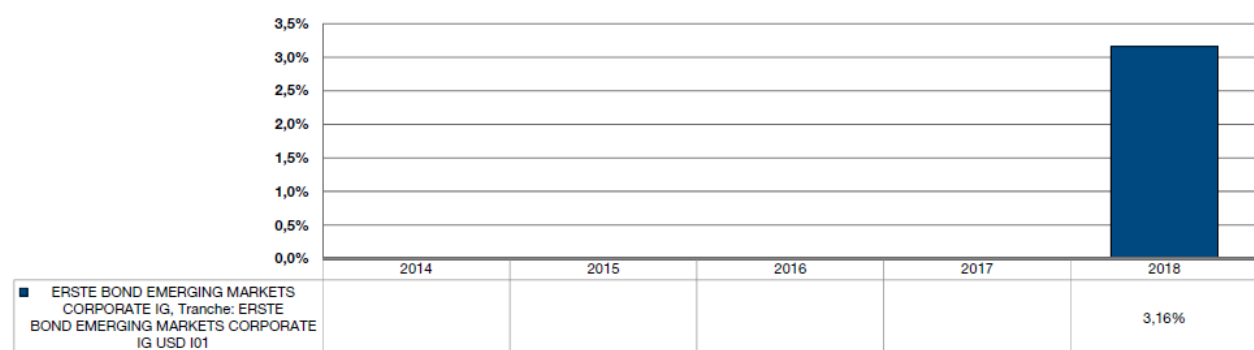 3,5%
3,0%
2,5%
2,0%
1,5%
1,0%
0,5%
0,0%
2014 2015 2016 2017 2018
ERSTE BOND EMERGING MARKETS
CORPORATE IG, Tranche: ERSTE
BOND EMERGING MARKETS CORPORATE
IG USD I01
3,16%